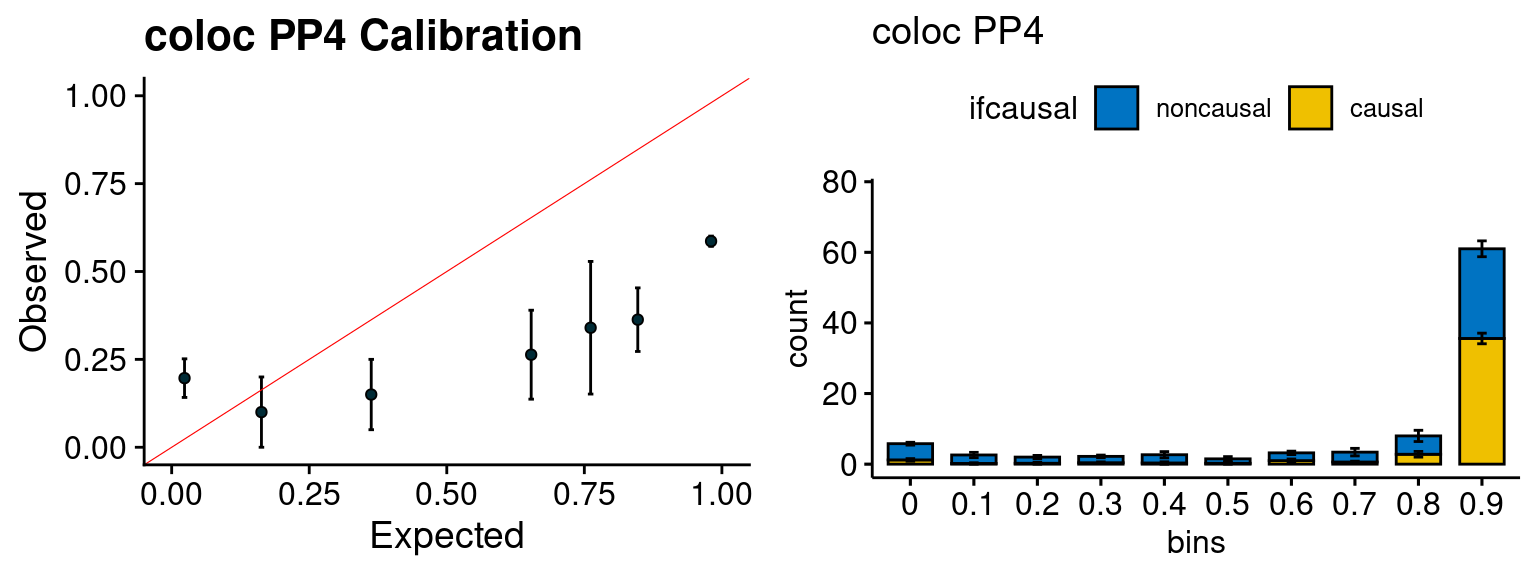 coloc PP4 Calibration
Observed
1.00
0.75
0.50
0.25
0.00
0.00 0.25 0.50 0.75 1.00
Expected
coloc PP4
ifcausal noncausal causal
count
80
60
40
20
0
0 0.1 0.2 0.3 0.4 0.5 0.6 0.7 0.8 0.9
bins